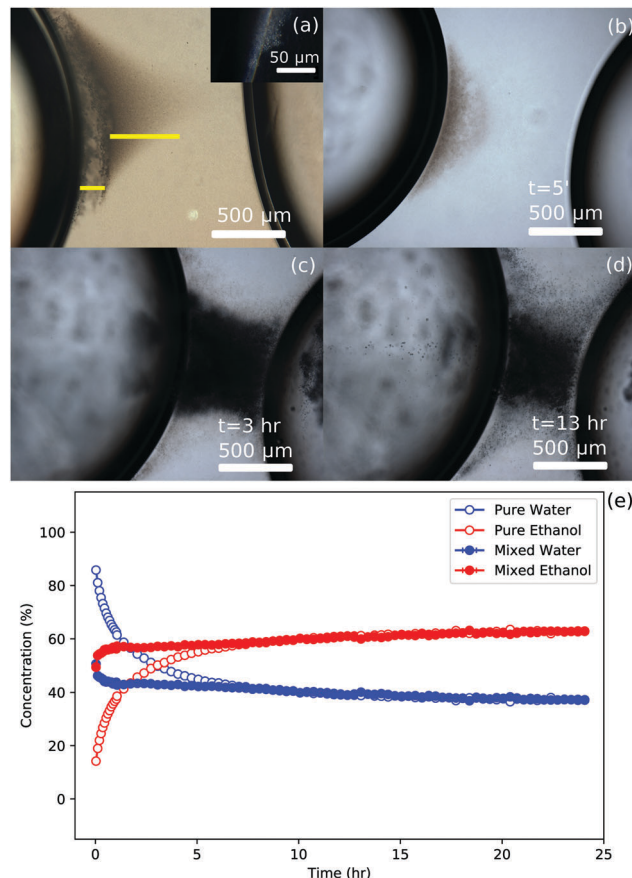 (a)
50 μm
500 μm
(b)
t=5'
500 μm
(c)
t=3 hr
500 μm
(d)
t=13 hr
500 μm
(e)
Pure Water
Pure Ethanol
Mixed Water
Mixed Ethanol
Concentration (%)
100
80
60
40
20
0
0
5
10
15
20
25
Time (hr)